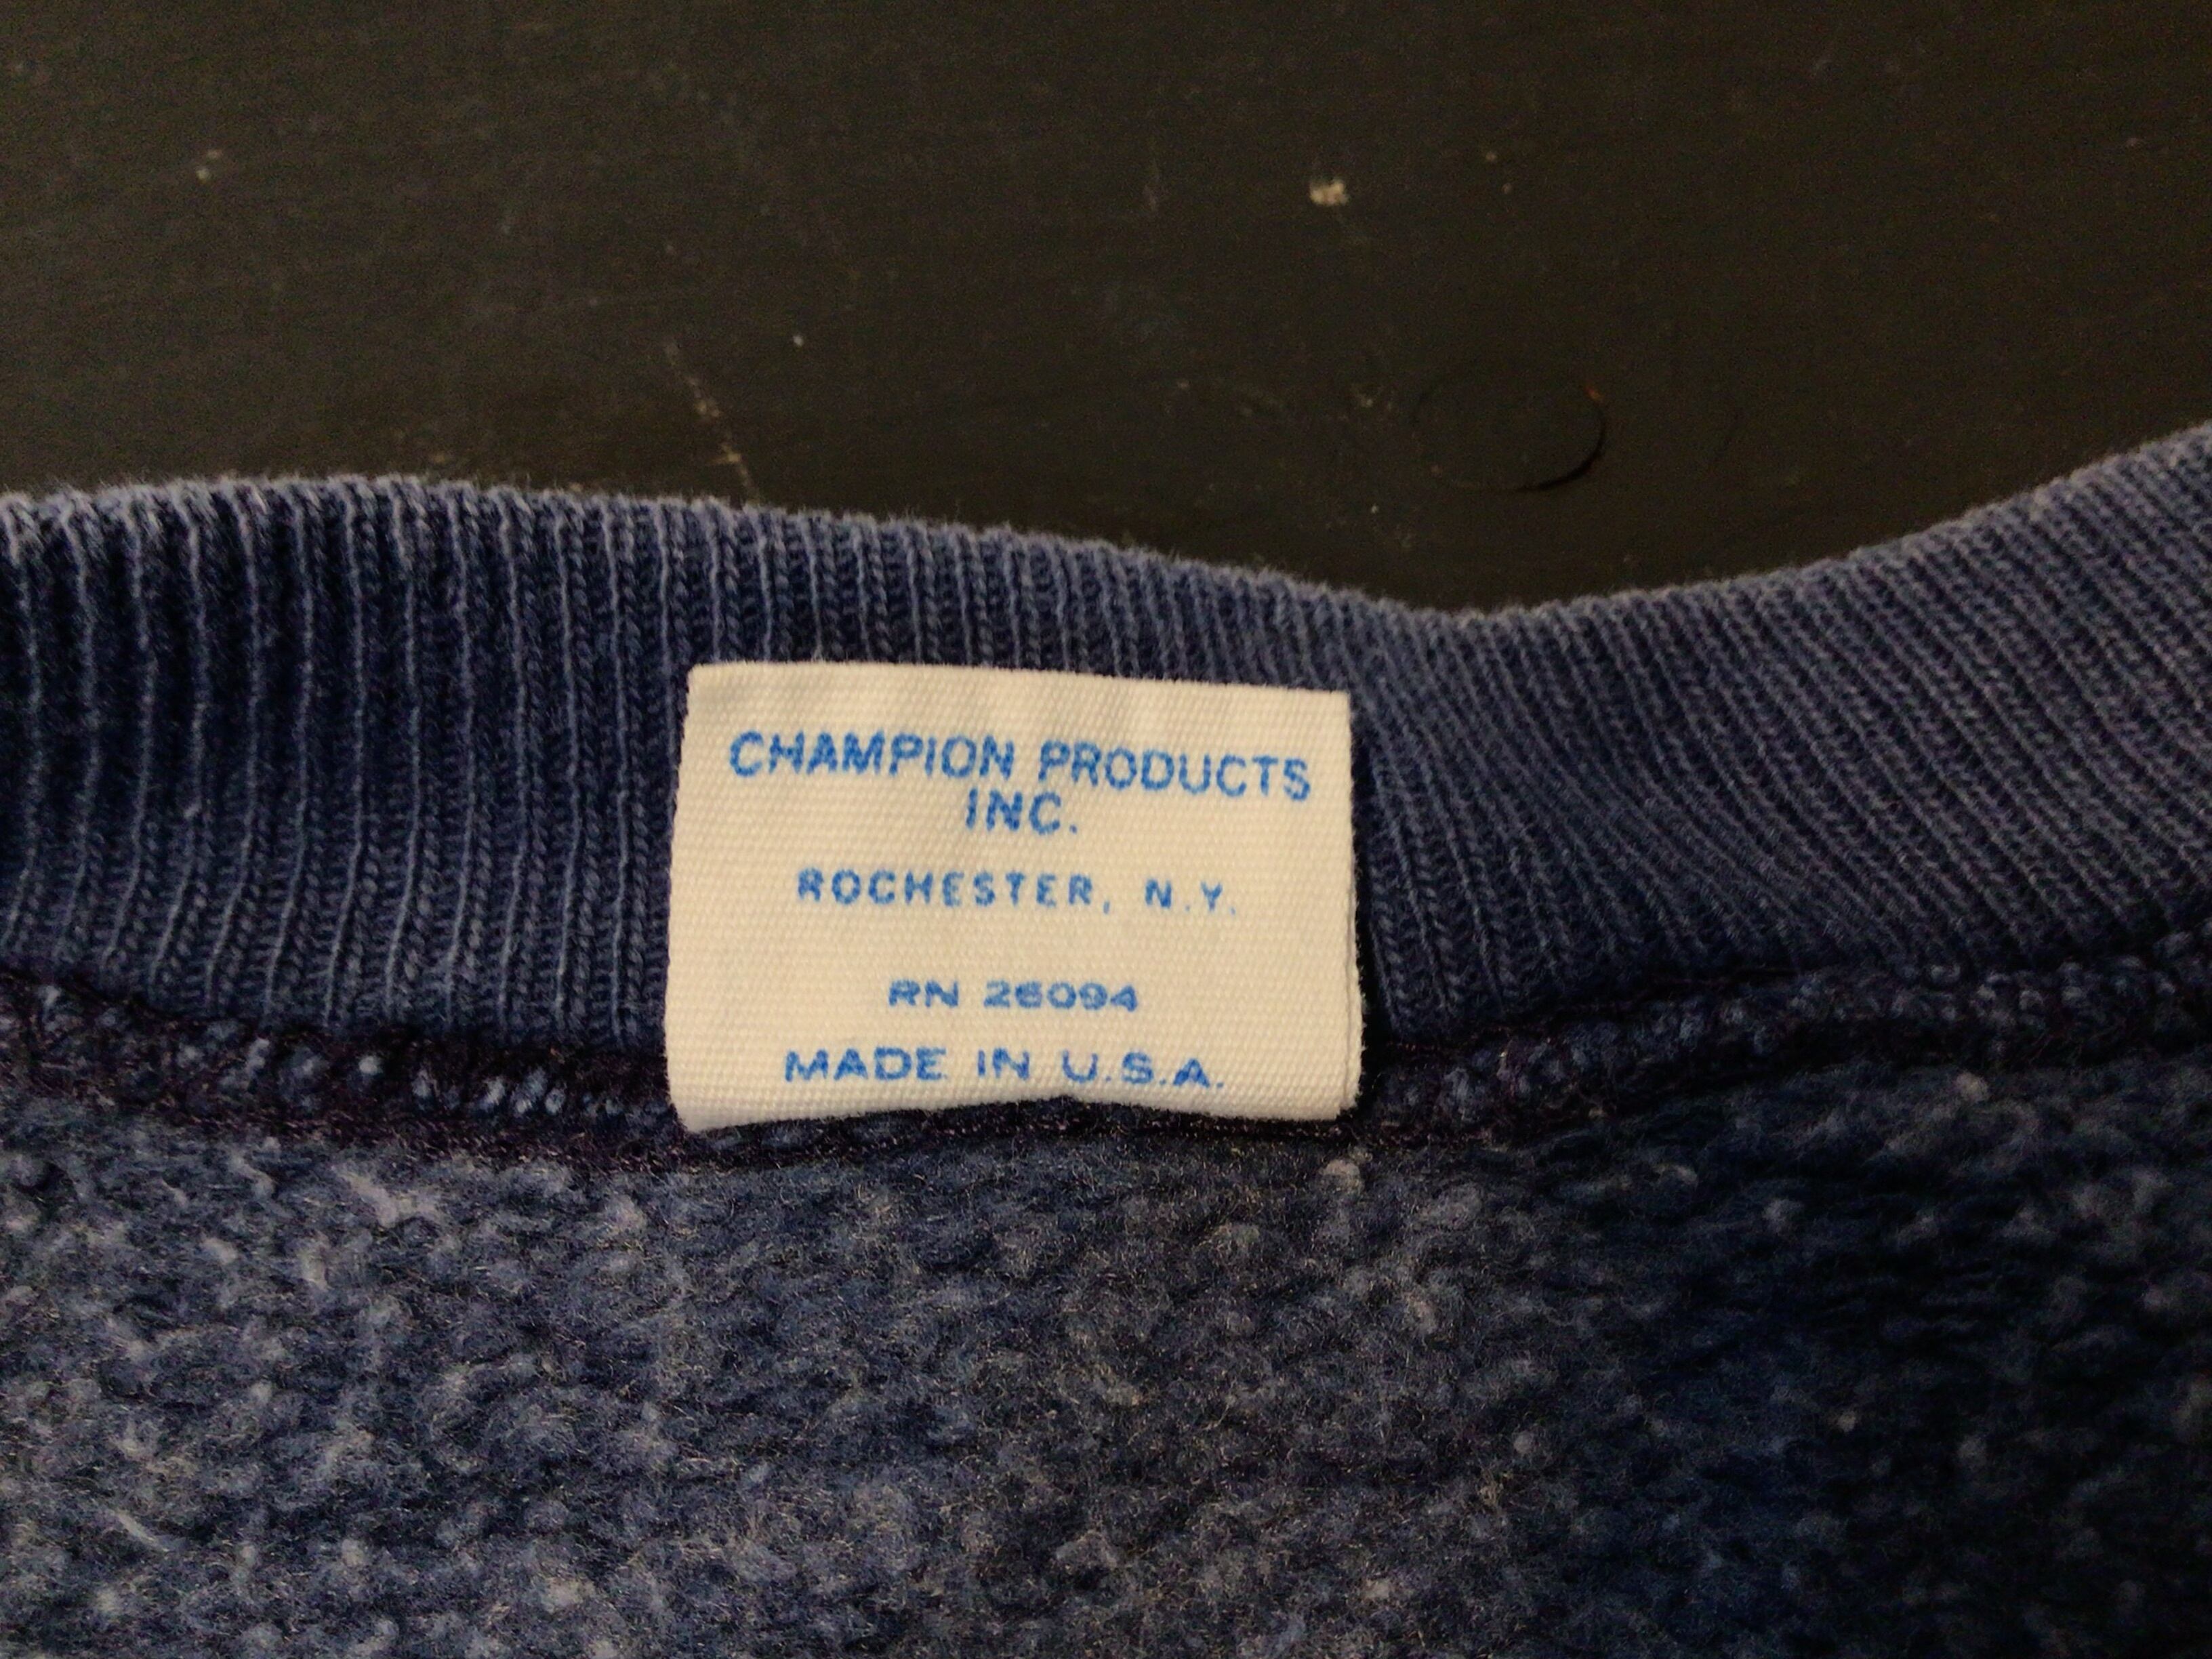 CHAMPION PRODUCTS
INC.
ROCHESTER, N.Y.
RN 26094
MADE IN U.S.A.